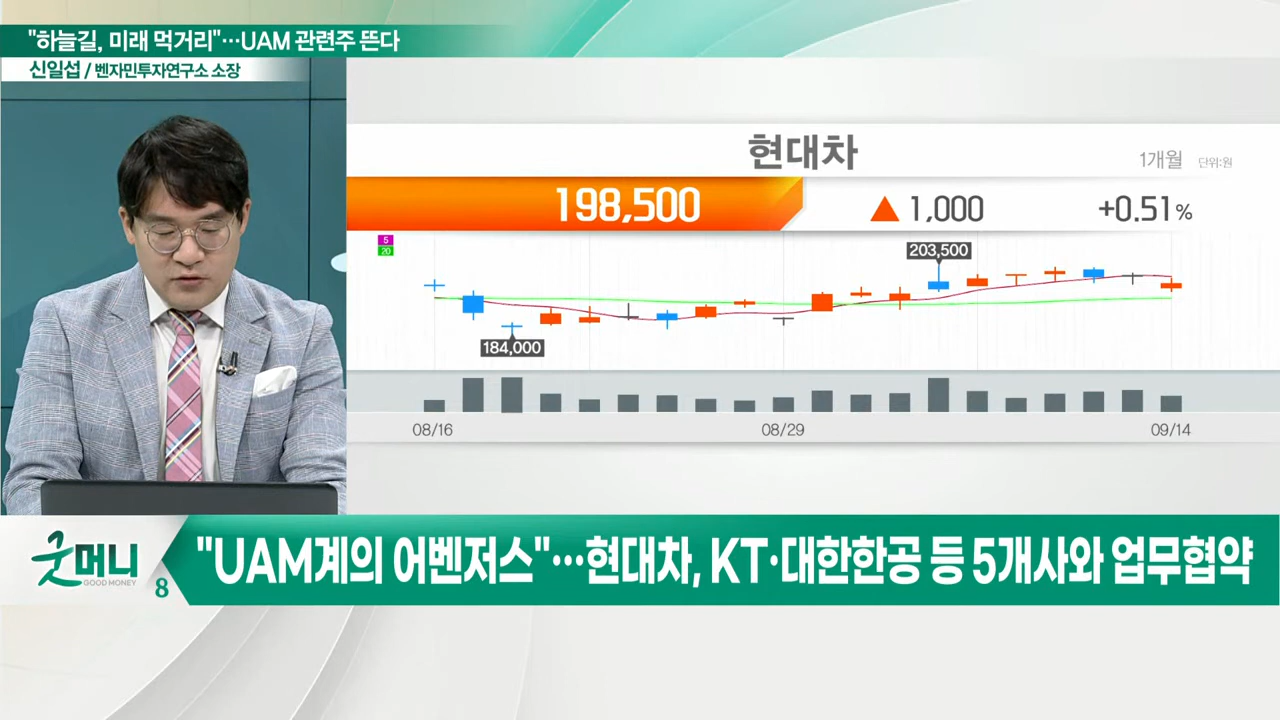 "하늘길, 미래 먹거리"…UAM 관련주 뜬다
신일섭 / 벤자민투자연구소 소장
현대차
1개월 단위:원
198,500 ▲ 1,000 +0.51%
5
20
203,500
184,000
08/16 08/29 09/14
굿머니
GOOD MONEY
8
"UAM계의 어벤저스"…현대차, KT·대한한공 등 5개사와 업무협약